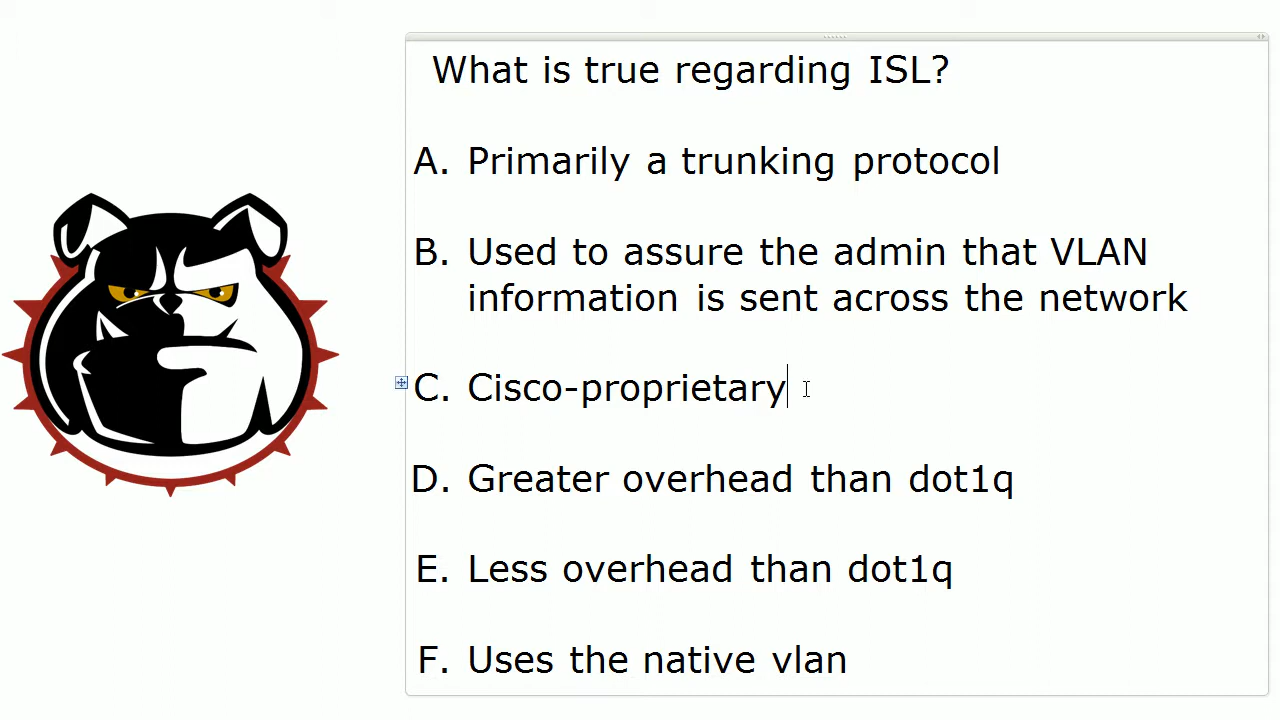 What is true regarding ISL?
A. Primarily a trunking protocol
B. Used to assure the admin that VLAN
information is sent across the network
C. Cisco-proprietary
D. Greater overhead than dot1q
E. Less overhead than dot1q
F. Uses the native vlan